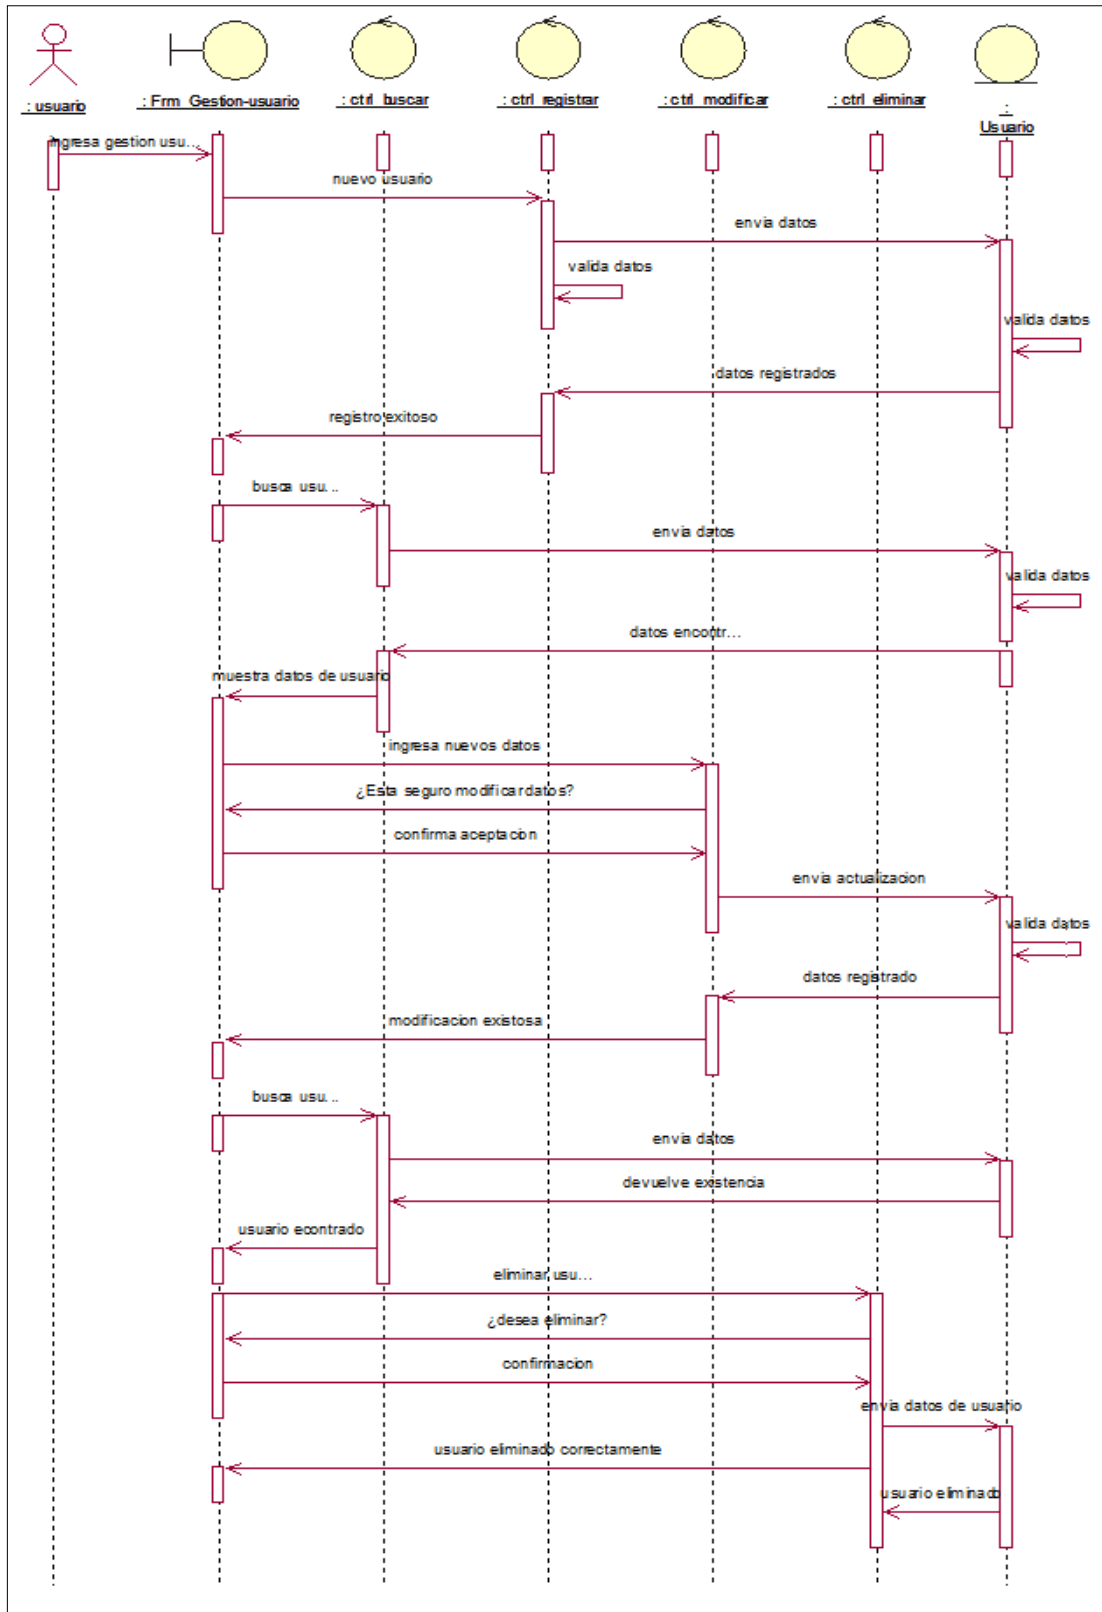 : usuario
: Frm_Gestion-usuario
: ctrl_buscar
: ctrl_registrar
: ctrl_modificar
: ctrl_eliminar
:
Usuario
ingresa gestion usu...
nuevo usuario
envia datos
valida datos
valida datos
datos registrados
registro exitoso
busca usu...
envia datos
valida datos
datos encontr...
muestra datos de usuario
ingresa nuevos datos
¿Esta seguro modificar datos?
confirma aceptacion
envia actualizacion
valida datos
datos registrado
modificacion existosa
busca usu...
envia datos
devuelve existencia
usuario econtrado
eliminar usu...
¿desea eliminar?
confirmacion
envia datos de usuario
usuario eliminado correctamente
usuario eliminado